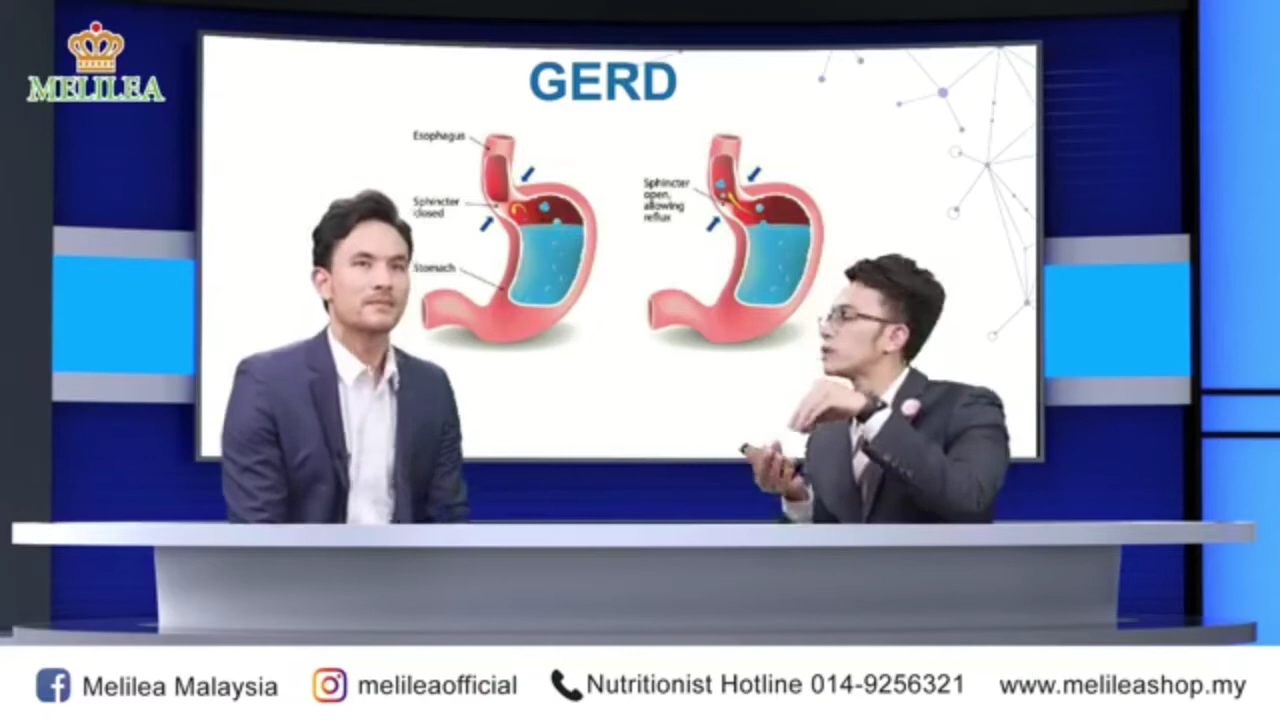 MELILEA
GERD
Esophagus
Sphincter
closed
Stomach
Sphincter
open,
allowing
reflux
Melilea Malaysia
melileaofficial
Nutritionist Hotline 014-9256321
www.melileashop.my